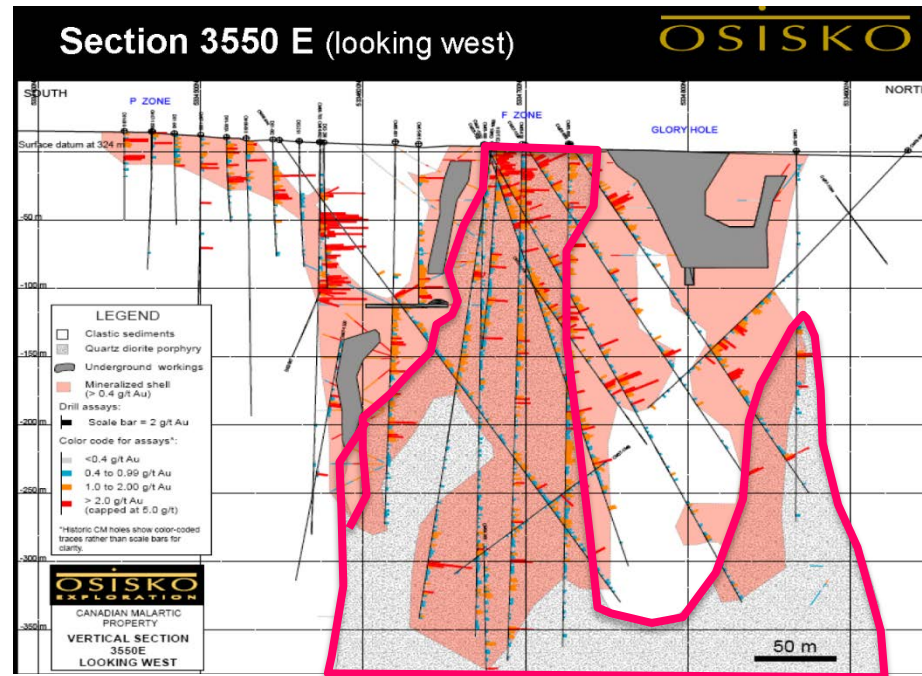 Section 3550 E (looking west)
OSISKO
SOUTH
NORT
P ZONE
F ZONE
GLORY HOLE
Surface datum at 324 m
-50 m
-100 m
-150 m
-200 m
-250 m
-300 m
-350 m
LEGEND
Clastic sediments
Quartz diorite porphyry
Underground workings
Mineralized shell
(> 0.4 g/t Au)
Drill assays:
Scale bar = 2 g/t Au
Color code for assays*:
<0.4 g/t Au
0.4 to 0.99 g/t Au
1.0 to 2.00 g/t Au
> 2.0 g/t Au
(capped at 5.0 g/t)
*Historic CM holes show color-coded
traces rather than scale bars for
clarity.
OSISKO
EXPLORATION
CANADIAN MALARTIC
PROPERTY
VERTICAL SECTION
3550E
LOOKING WEST
50 m